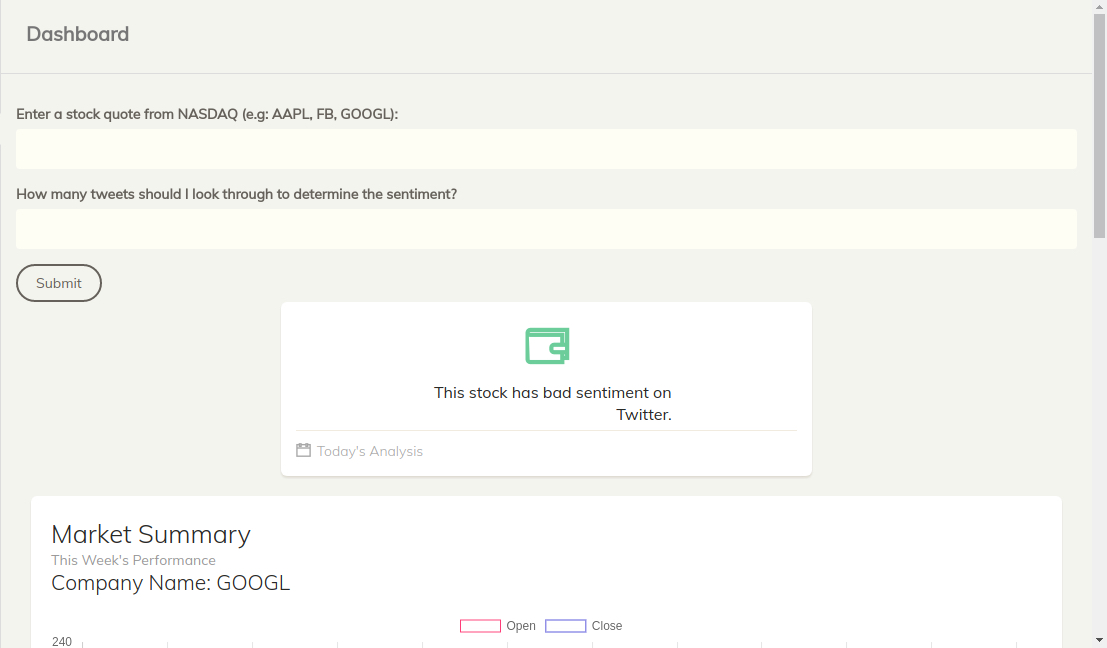 Dashboard
Enter a stock quote from NASDAQ (e.g: AAPL, FB, GOOGL):
How many tweets should I look through to determine the sentiment?
Submit
This stock has bad sentiment on
Twitter.
Today's Analysis
Market Summary
This Week's Performance
Company Name: GOOGL
Open Close
240